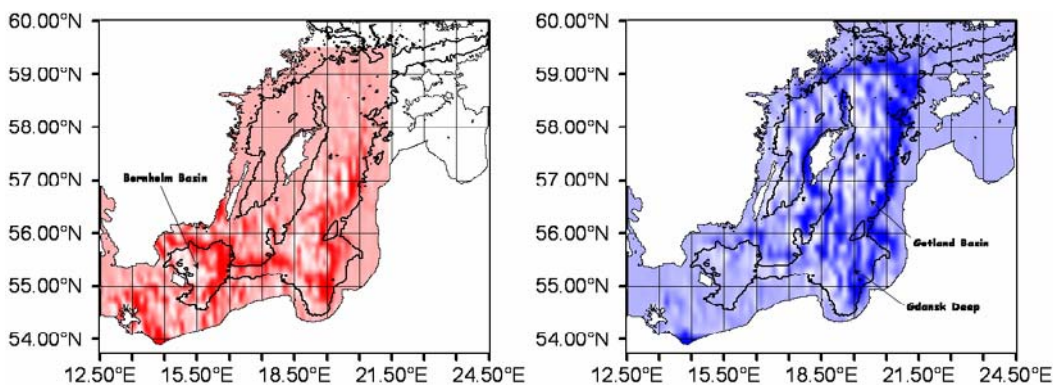 60.00°N
59.00°N
58.00°N
57.00°N
56.00°N
55.00°N
54.00°N
12.50°E 15.50°E 18.50°E 21.50°E 24.50°E
Bornholm Basin
60.00°N
59.00°N
58.00°N
57.00°N
56.00°N
55.00°N
54.00°N
12.50°E 15.50°E 18.50°E 21.50°E 24.50°E
Gotland Basin
Gdansk Deep